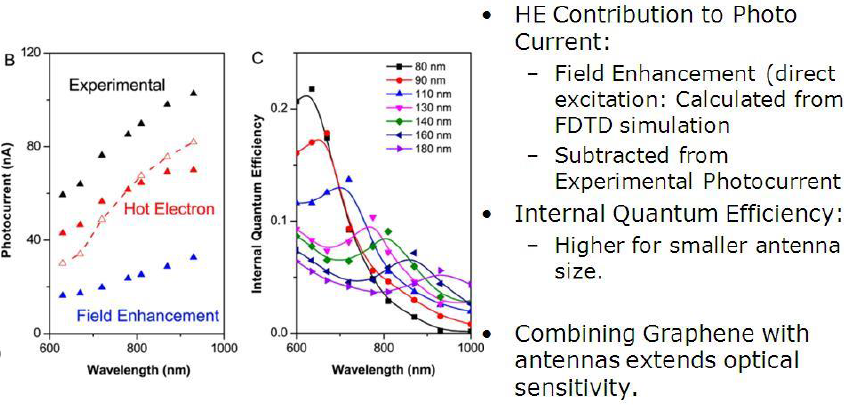 B
120
80
40
0
Photocurrent (nA)
Experimental
Hot Electron
Field Enhancement
600 800 1000
Wavelength (nm)
C
0.2
0.1
0.0
Internal Quantum Efficiency
80 nm
90 nm
110 nm
130 nm
140 nm
160 nm
180 nm
600 700 800 900 1000
Wavelength (nm)
• HE Contribution to Photo
Current:
– Field Enhancement (direct
excitation: Calculated from
FDTD simulation
– Subtracted from
Experimental Photocurrent
• Internal Quantum Efficiency:
– Higher for smaller antenna
size.
• Combining Graphene with
antennas extends optical
sensitivity.